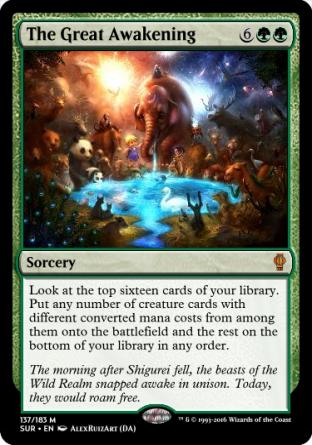 The Great Awakening 6
Sorcery
Look at the top sixteen cards of your library.
Put any number of creature cards with
different converted mana costs from among
them onto the battlefield and the rest on the
bottom of your library in any order.
The morning after Shigurei fell, the beasts of the
Wild Realm snapped awake in unison. Today,
they would roam free.
137/183 M
SUR • EN AlexRuizArt (DA)
™ & © 1993-2016 Wizards of the Coast